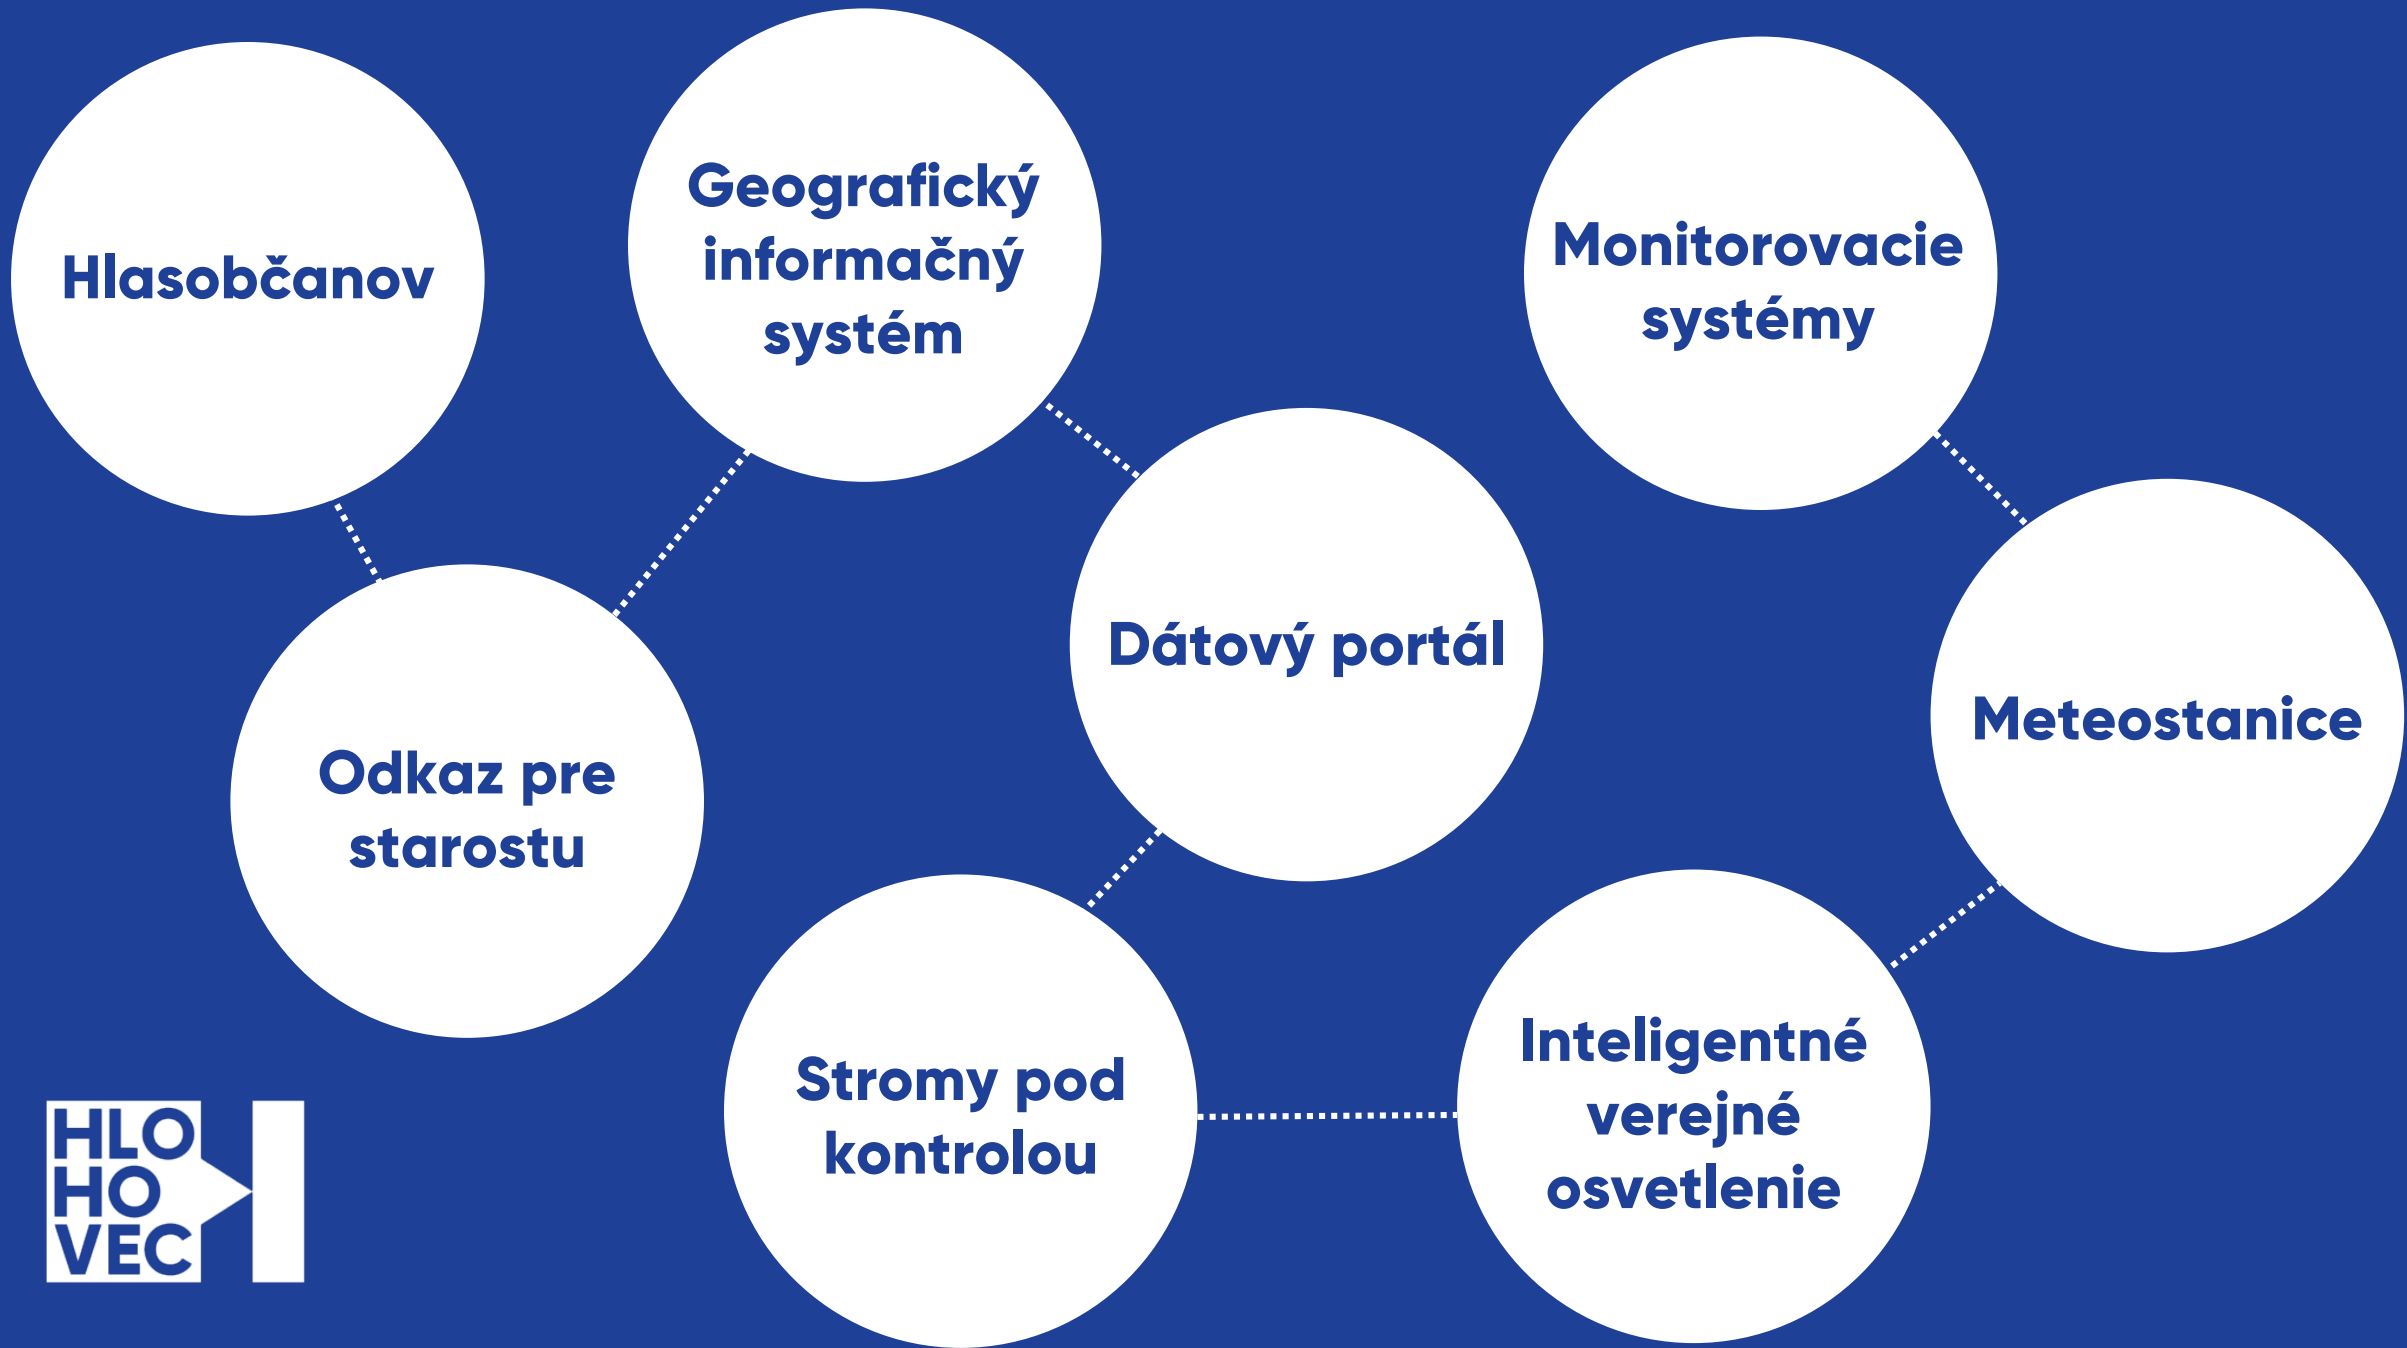 Hlasobčanov
Geografický
informačný
systém
Monitorovacie
systémy
Dátový portál
Meteostanice
Odkaz pre
starostu
Stromy pod
kontrolou
Inteligentné
verejné
osvetlenie
HLO
HO
VEC